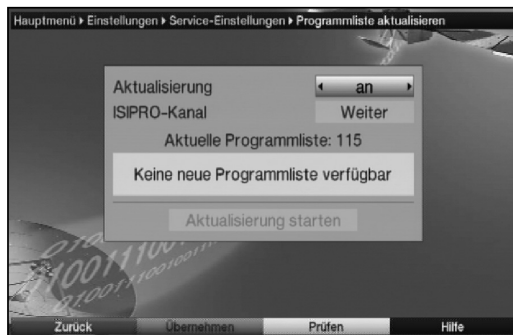 Hauptmenü ▸ Einstellungen ▸ Service-Einstellungen ▸ Programmliste aktualisieren
Aktualisierung ◂ an ▸
ISIPRO-Kanal Weiter
Aktuelle Programmliste: 115
Keine neue Programmliste verfügbar
Aktualisierung starten
Zurück Übernehmen Prüfen Hilfe